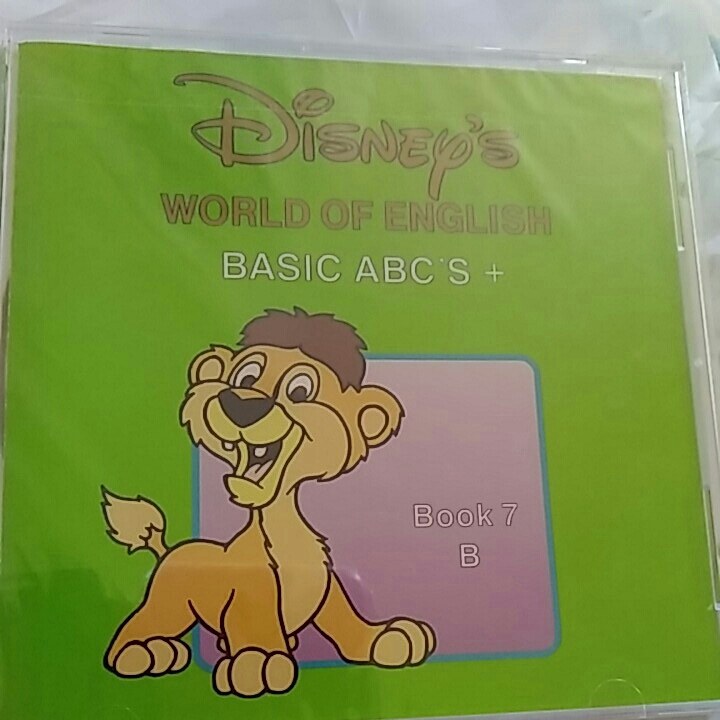 Disney's
WORLD OF ENGLISH
BASIC ABC'S +
Book 7
B